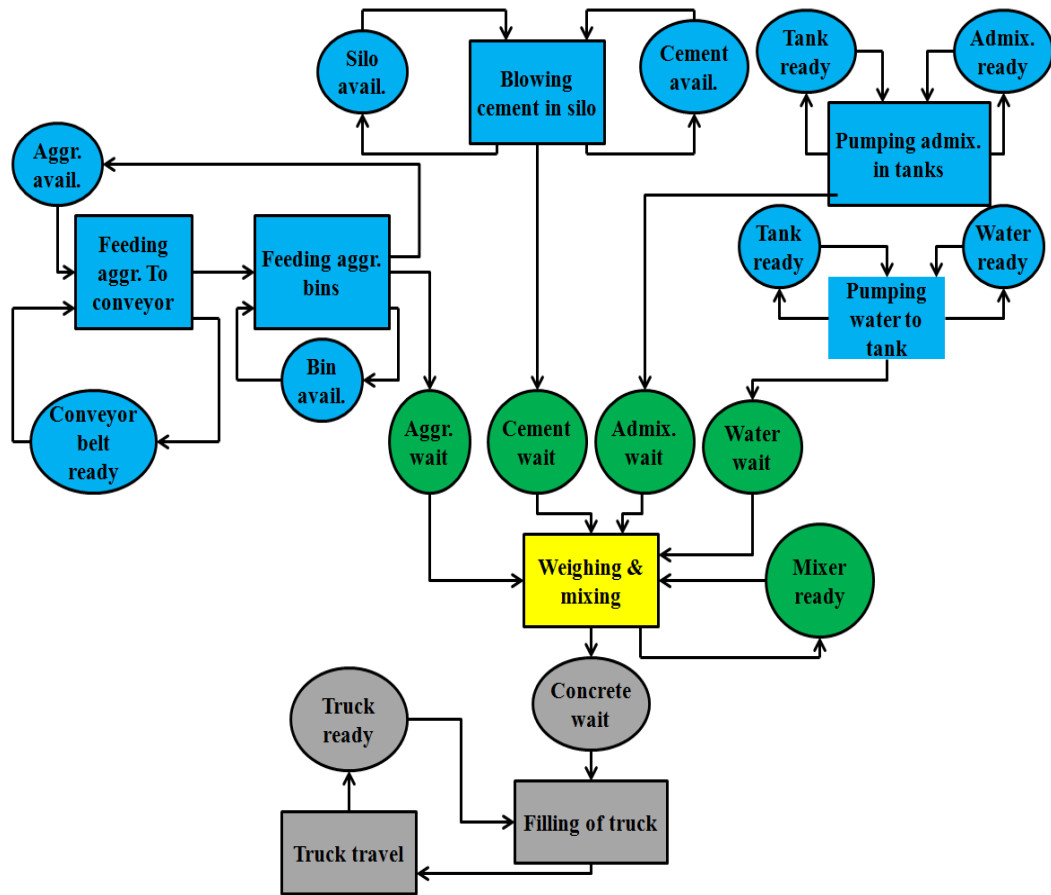 Silo
avail.
Blowing
cement in silo
Cement
avail.
Tank
ready
Admix.
ready
Pumping admix.
in tanks
Aggr.
avail.
Feeding
aggr. To
conveyor
Feeding aggr.
bins
Tank
ready
Water
ready
Pumping
water to
tank
Bin
avail.
Conveyor
belt
ready
Aggr.
wait
Cement
wait
Admix.
wait
Water
wait
Weighing &
mixing
Mixer
ready
Truck
ready
Concrete
wait
Filling of truck
Truck travel